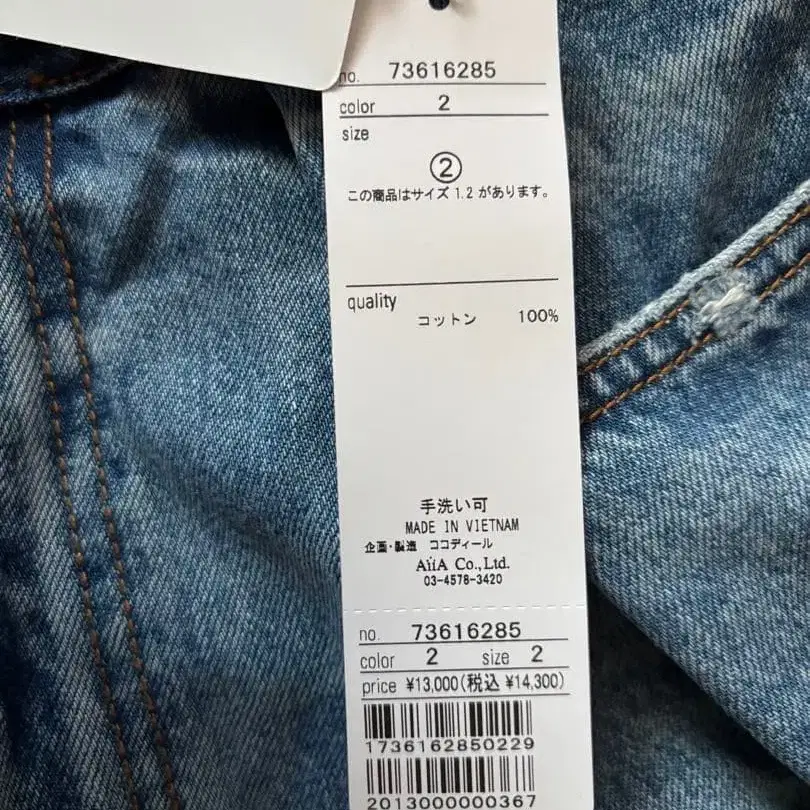 no. 73616285
color 2
size
②
この商品はサイズ 1.2 があります。
quality
コットン 100%
手洗い可
MADE IN VIETNAM
企画・製造 ココディール
AiiA Co.,Ltd.
03-4578-3420
no. 73616285
color 2 size 2
price ¥13,000(税込 ¥14,300)
1736162850229
2013000000367